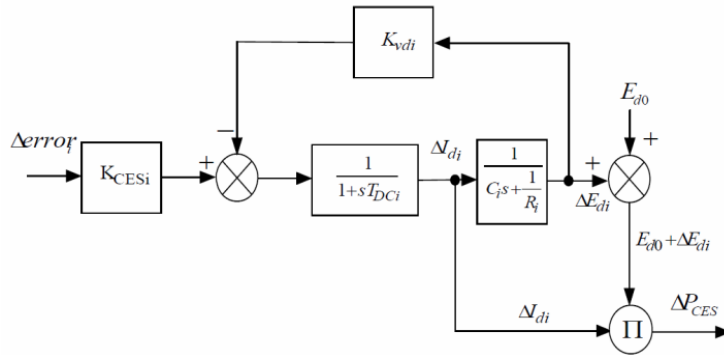 K_vdi
E_d0
Δerror_i
−
+
K_CESi
+
1
1+sT_DCi
ΔI_di
1
C_i s + 1
R_i
+
ΔE_di
E_d0 + ΔE_di
ΔI_di
Π
ΔP_CES